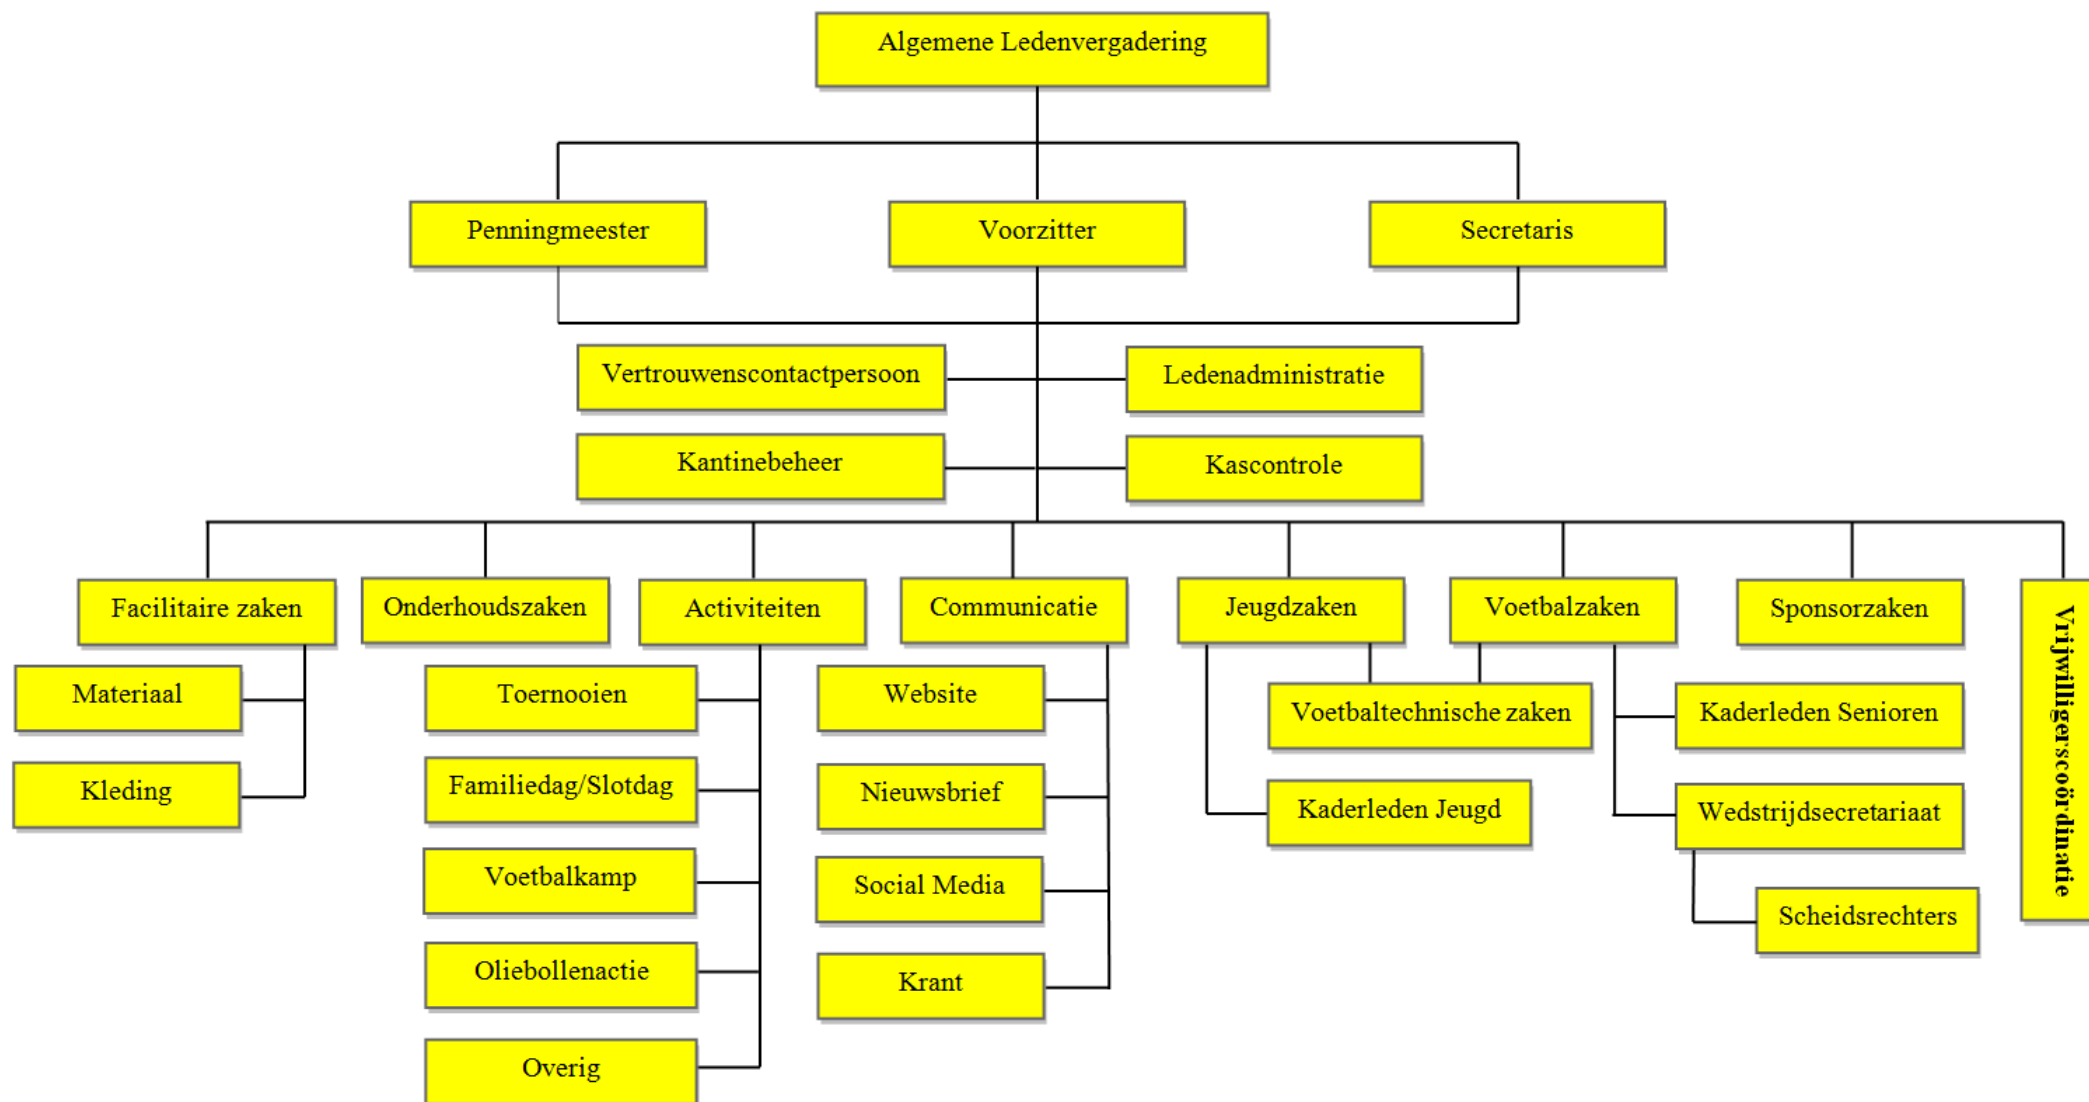 Algemene Ledenvergadering
Penningmeester
Voorzitter
Secretaris
Vertrouwenscontactpersoon
Ledenadministratie
Kantinebeheer
Kascontrole
Facilitaire zaken
Onderhoudszaken
Activiteiten
Communicatie
Jeugdzaken
Voetbalzaken
Sponsorzaken
Vrijwilligerscoördinatie
Materiaal
Kleding
Toernooien
Familiedag/Slotdag
Voetbalkamp
Oliebollenactie
Overig
Website
Nieuwsbrief
Social Media
Krant
Voetbaltechnische zaken
Kaderleden Jeugd
Kaderleden Senioren
Wedstrijdsecretariaat
Scheidsrechters